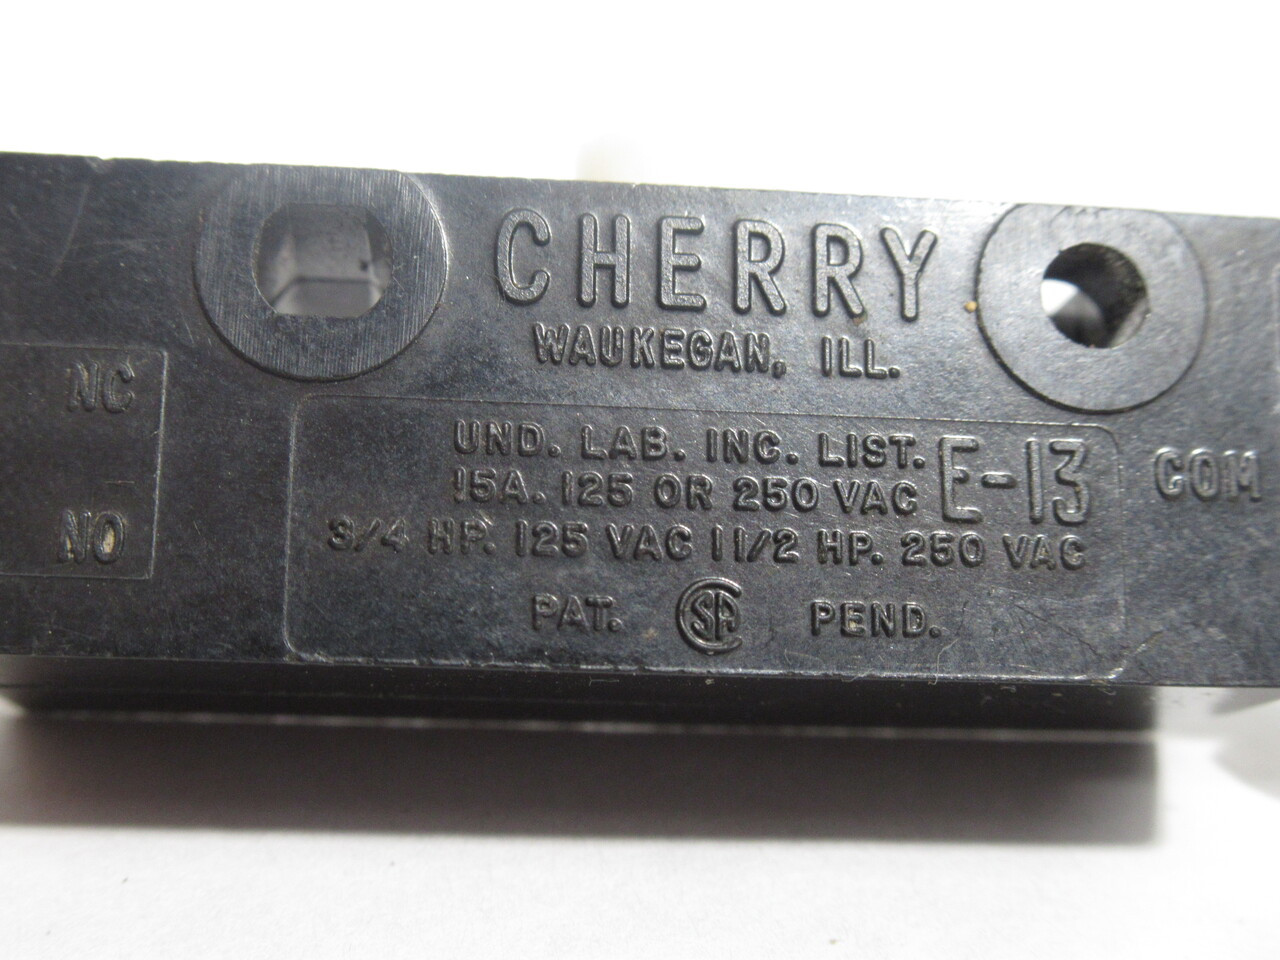 CHERRY
WAUKEGAN, ILL.
NC
NO
UND. LAB. INC. LIST. E-13
15A. 125 OR 250 VAC
3/4 HP. 125 VAC 1 1/2 HP. 250 VAC
PAT. SA PEND.
COM